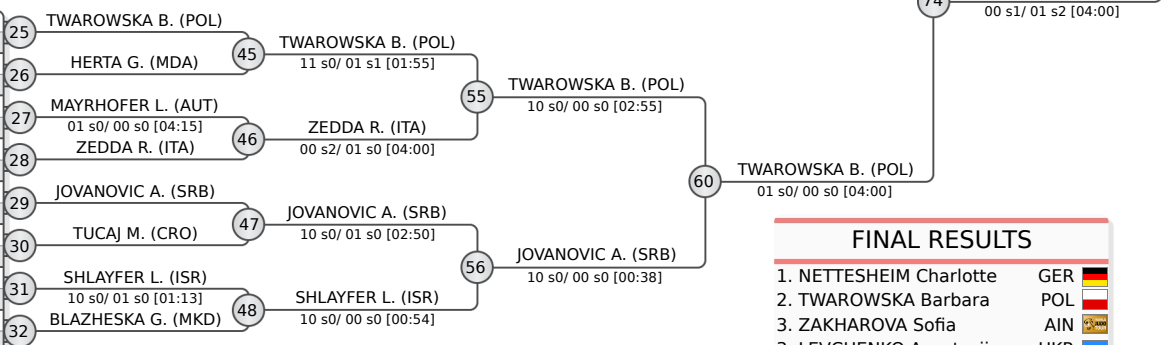 74
00 s1/ 01 s2 [04:00]
25
TWAROWSKA B. (POL)
26
HERTA G. (MDA)
45
TWAROWSKA B. (POL)
11 s0/ 01 s1 [01:55]
27
MAYRHOFER L. (AUT)
01 s0/ 00 s0 [04:15]
28
ZEDDA R. (ITA)
46
ZEDDA R. (ITA)
00 s2/ 01 s0 [04:00]
55
TWAROWSKA B. (POL)
10 s0/ 00 s0 [02:55]
29
JOVANOVIC A. (SRB)
30
TUCAJ M. (CRO)
47
JOVANOVIC A. (SRB)
10 s0/ 01 s0 [02:50]
31
SHLAYFER L. (ISR)
10 s0/ 01 s0 [01:13]
32
BLAZHESKA G. (MKD)
48
SHLAYFER L. (ISR)
10 s0/ 00 s0 [00:54]
56
JOVANOVIC A. (SRB)
10 s0/ 00 s0 [00:38]
60
TWAROWSKA B. (POL)
01 s0/ 00 s0 [04:00]
FINAL RESULTS
1. NETTESHEIM Charlotte GER
2. TWAROWSKA Barbara POL
3. ZAKHAROVA Sofia AIN